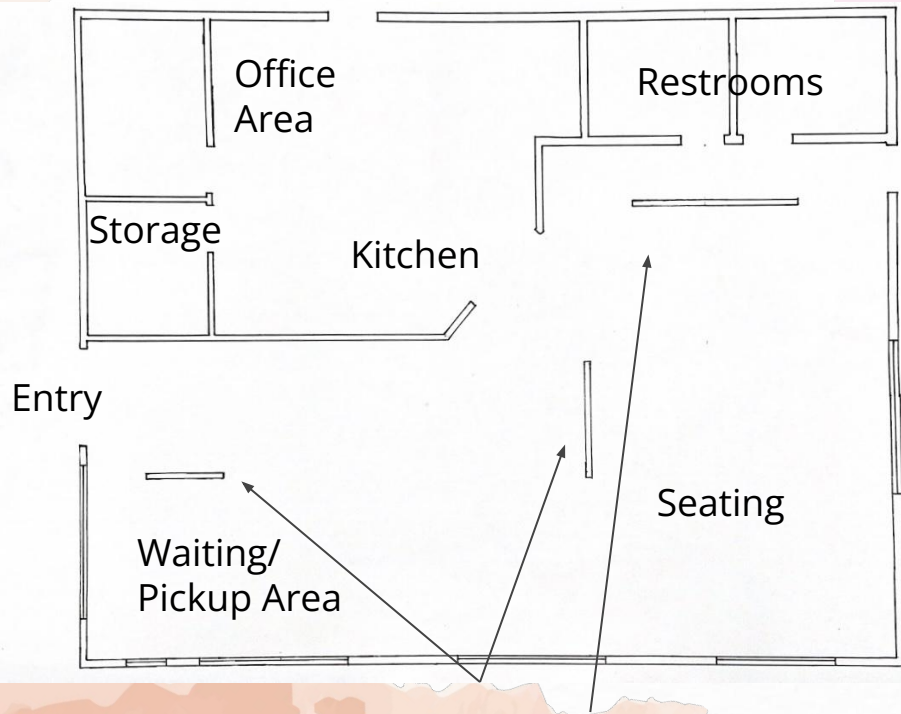 Office
Area
Restrooms
Storage
Kitchen
Entry
Seating
Waiting/
Pickup Area